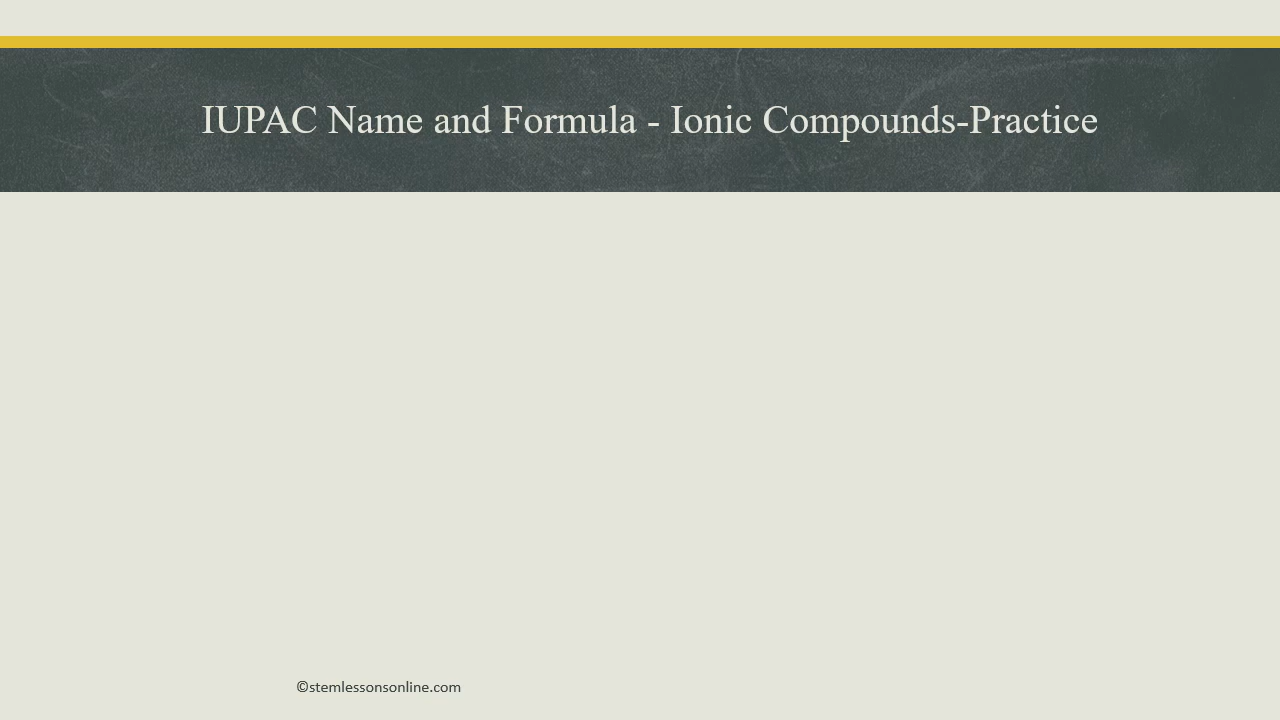 IUPAC Name and Formula - Ionic Compounds-Practice
©stemlessonsonline.com